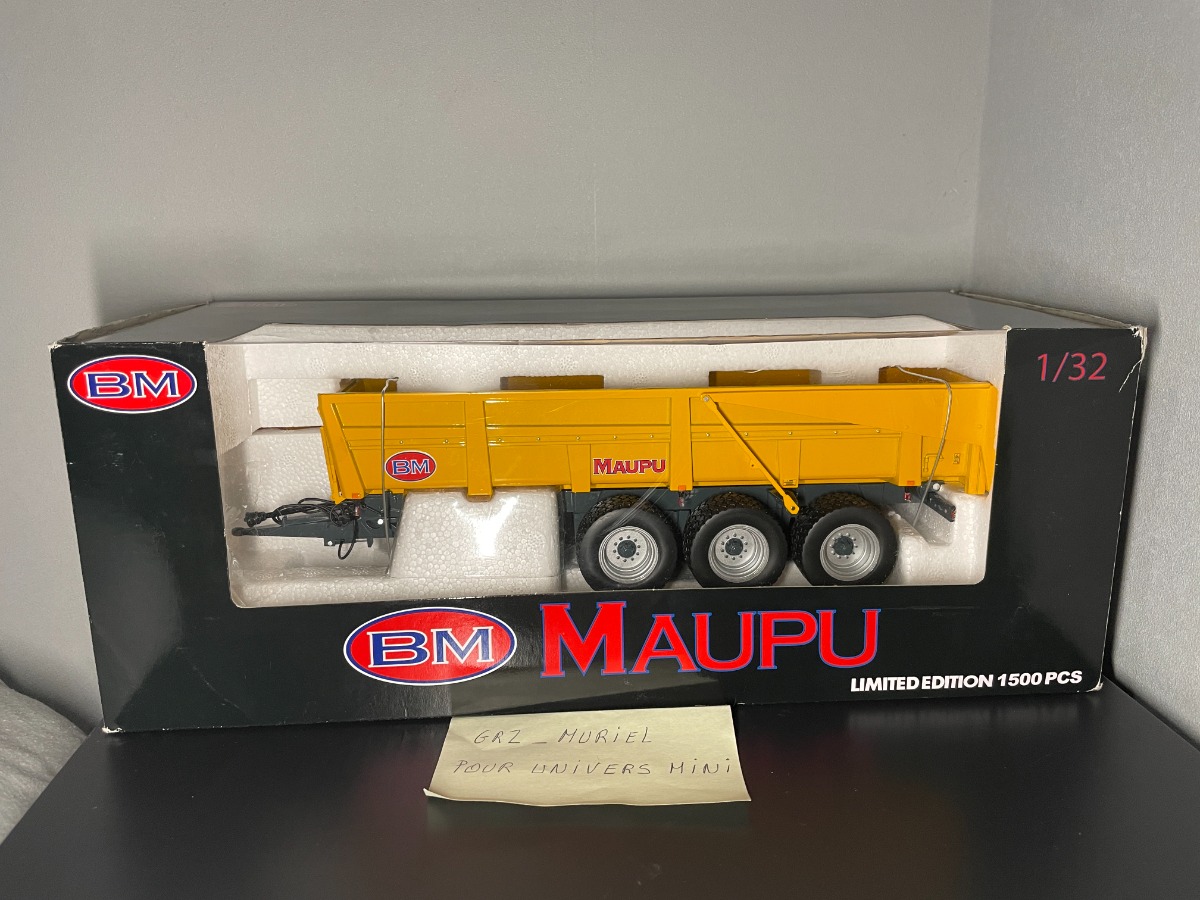 BM
1/32
BM
MAUPU
BM MAUPU
LIMITED EDITION 1500 PCS
GRZ_MURIEL
POUR UNIVERS MINI